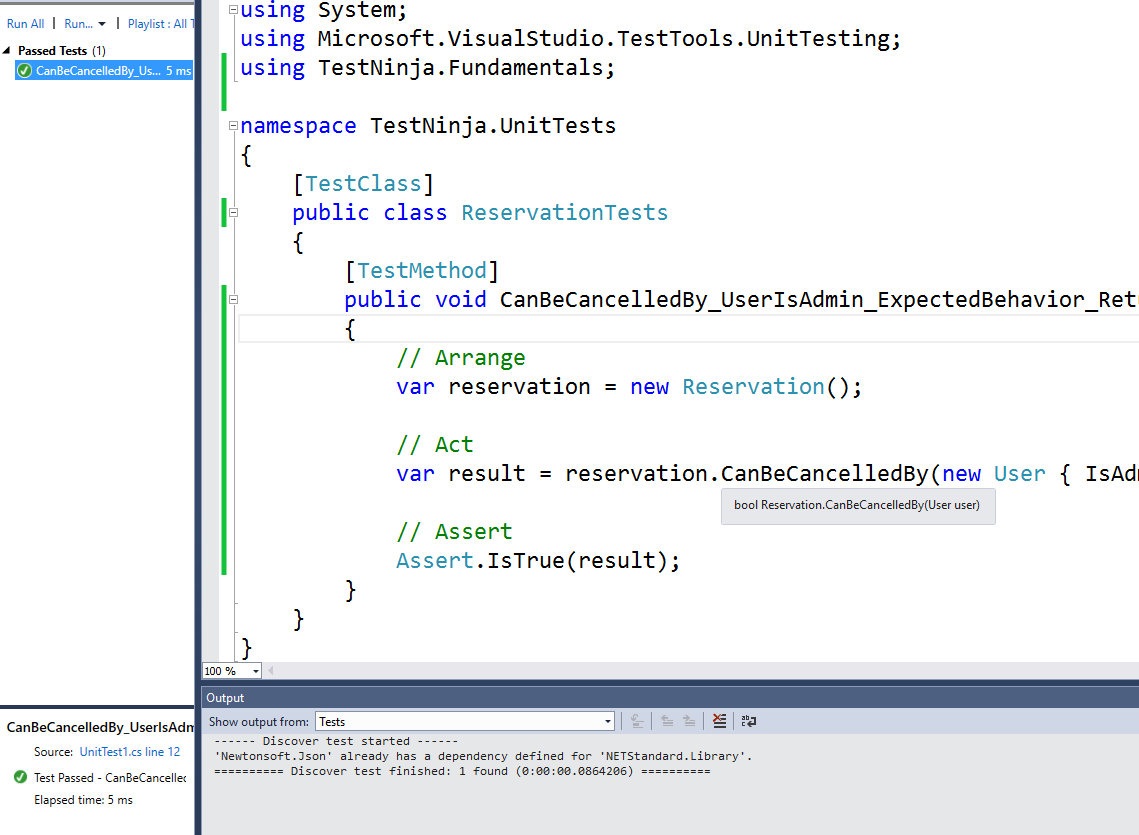 Run All | Run... | Playlist : All T
Passed Tests (1)
CanBeCancelledBy_Us... 5 ms
using System;
using Microsoft.VisualStudio.TestTools.UnitTesting;
using TestNinja.Fundamentals;
namespace TestNinja.UnitTests
{
[TestClass]
public class ReservationTests
{
[TestMethod]
public void CanBeCancelledBy_UserIsAdmin_ExpectedBehavior_Ret
{
// Arrange
var reservation = new Reservation();
// Act
var result = reservation.CanBeCancelledBy(new User { IsAd
bool Reservation.CanBeCancelledBy(User user)
// Assert
Assert.IsTrue(result);
}
}
}
100 %
CanBeCancelledBy_UserIsAdm
Source: UnitTest1.cs line 12
Test Passed - CanBeCancelled
Elapsed time: 5 ms
Output
Show output from: Tests
------ Discover test started ------
'Newtonsoft.Json' already has a dependency defined for 'NETStandard.Library'.
========== Discover test finished: 1 found (0:00:00.0864206) ==========